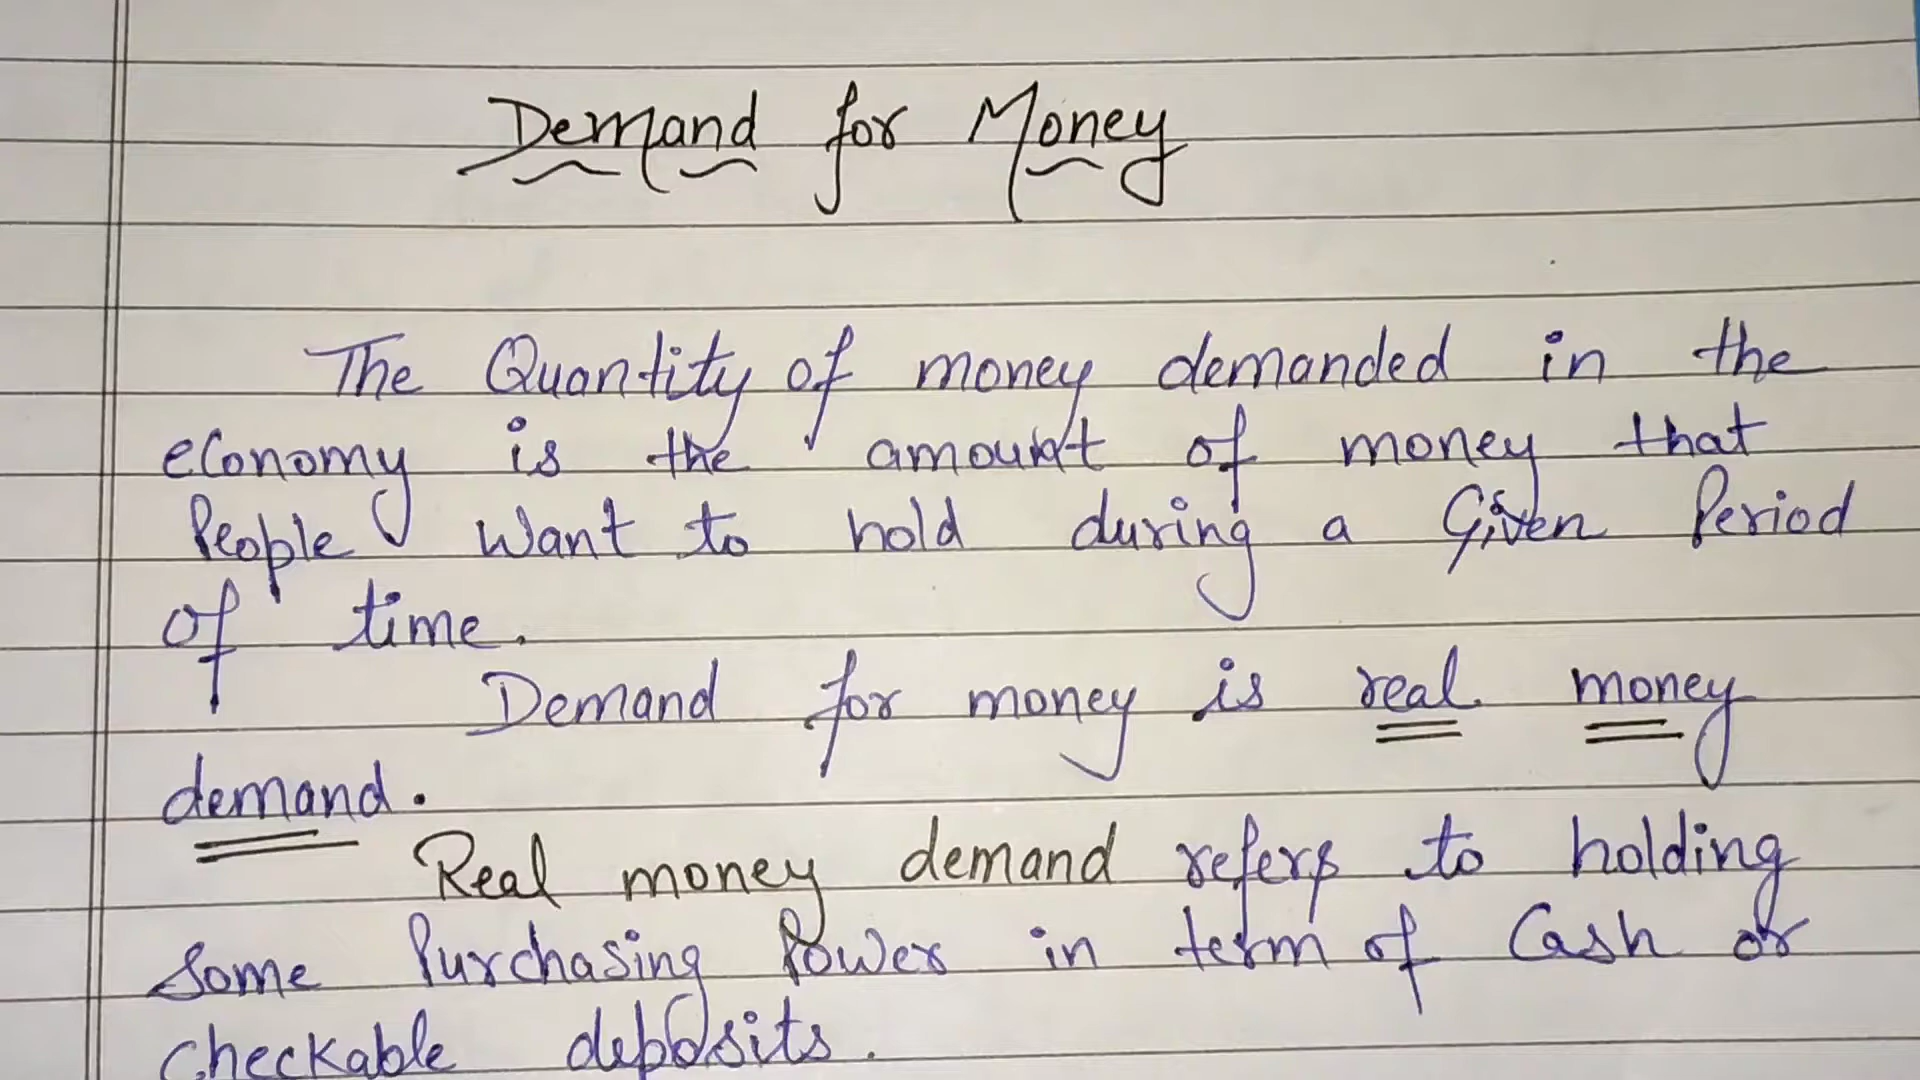 Demand for Money
The Quantity of money demanded in the
economy is the amount of money that
People want to hold during a Given Period
of time.
Demand for money is real money
demand.
Real money demand refers to holding
Some Purchasing Power in term of Cash or
Checkable deposits.